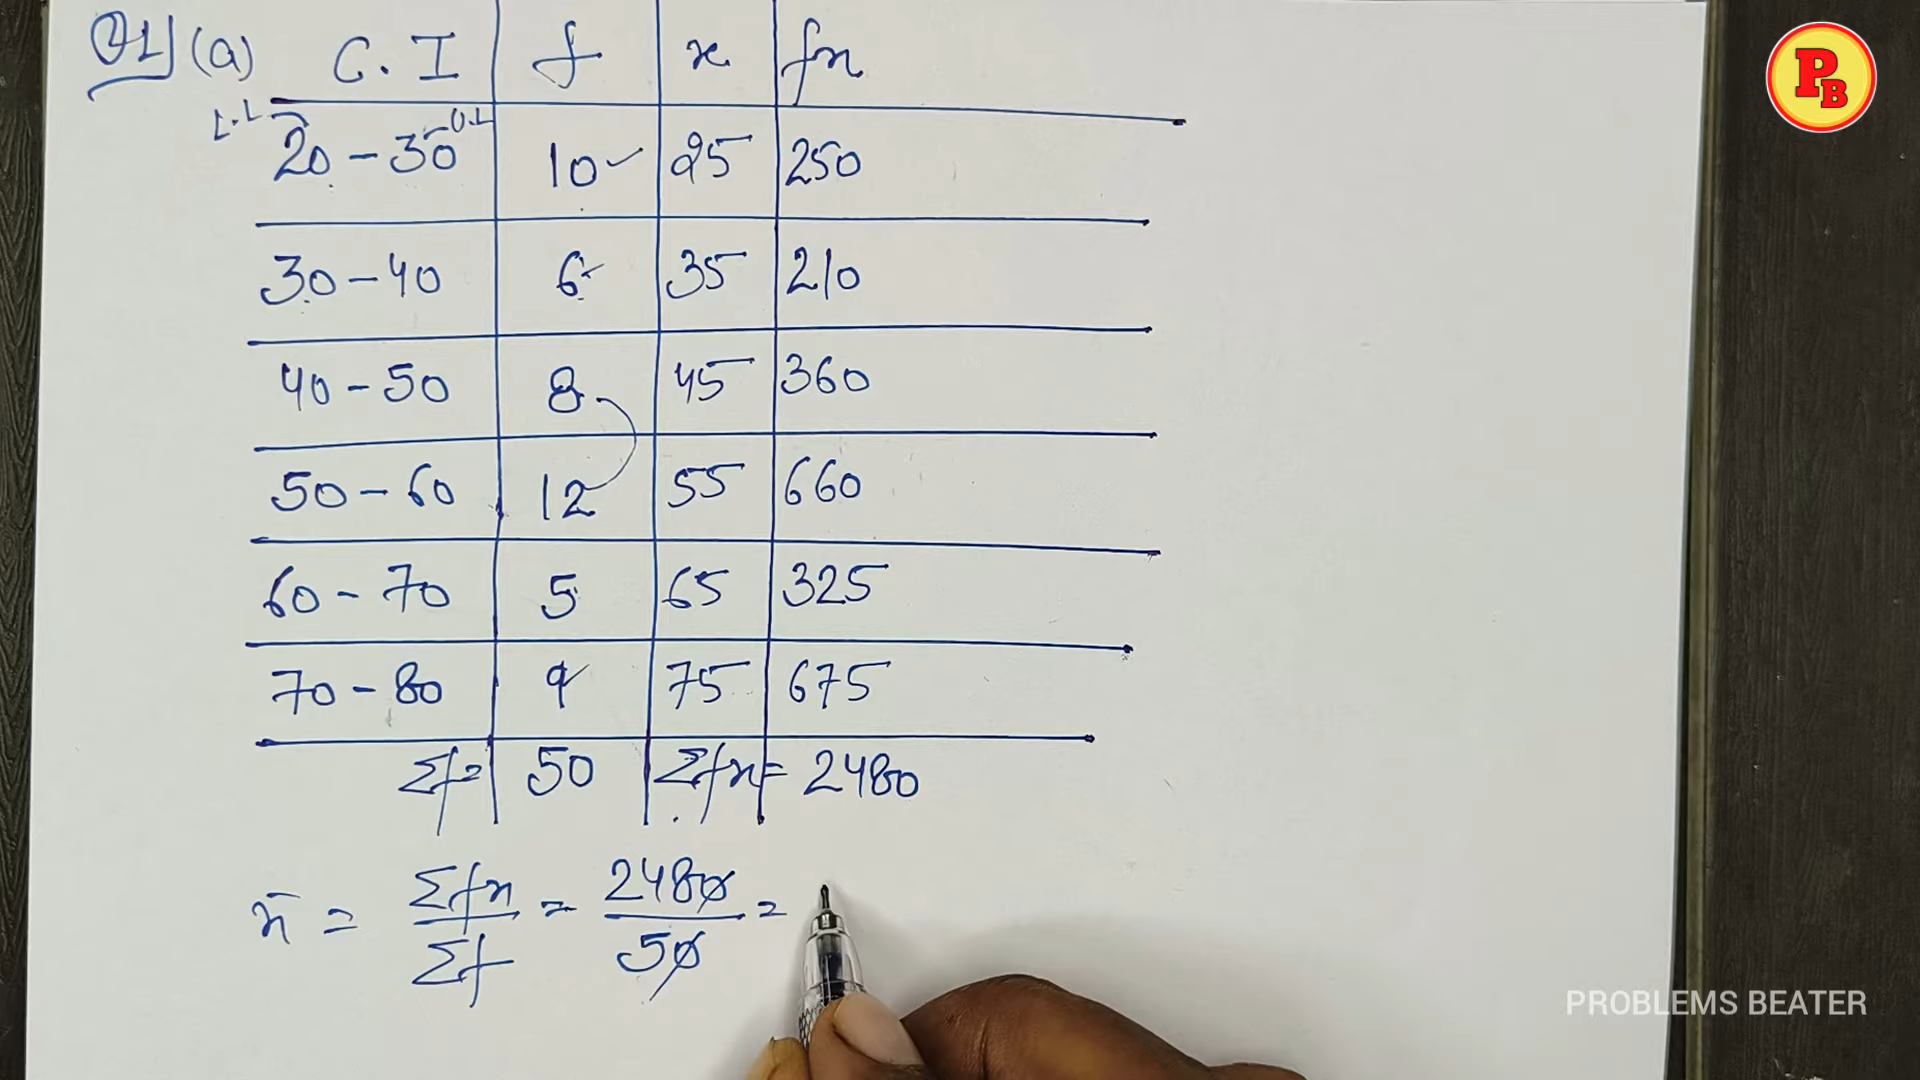 Q1 (a) C.I f x fx
L.L U.L
20 - 30 10 25 250
30 - 40 6 35 210
40 - 50 8 45 360
50 - 60 12 55 660
60 - 70 5 65 325
70 - 80 9 75 675
Σf = 50 Σfx = 2480
x̄ = Σfx / Σf = 2480 / 50 =
PB
PROBLEMS BEATER